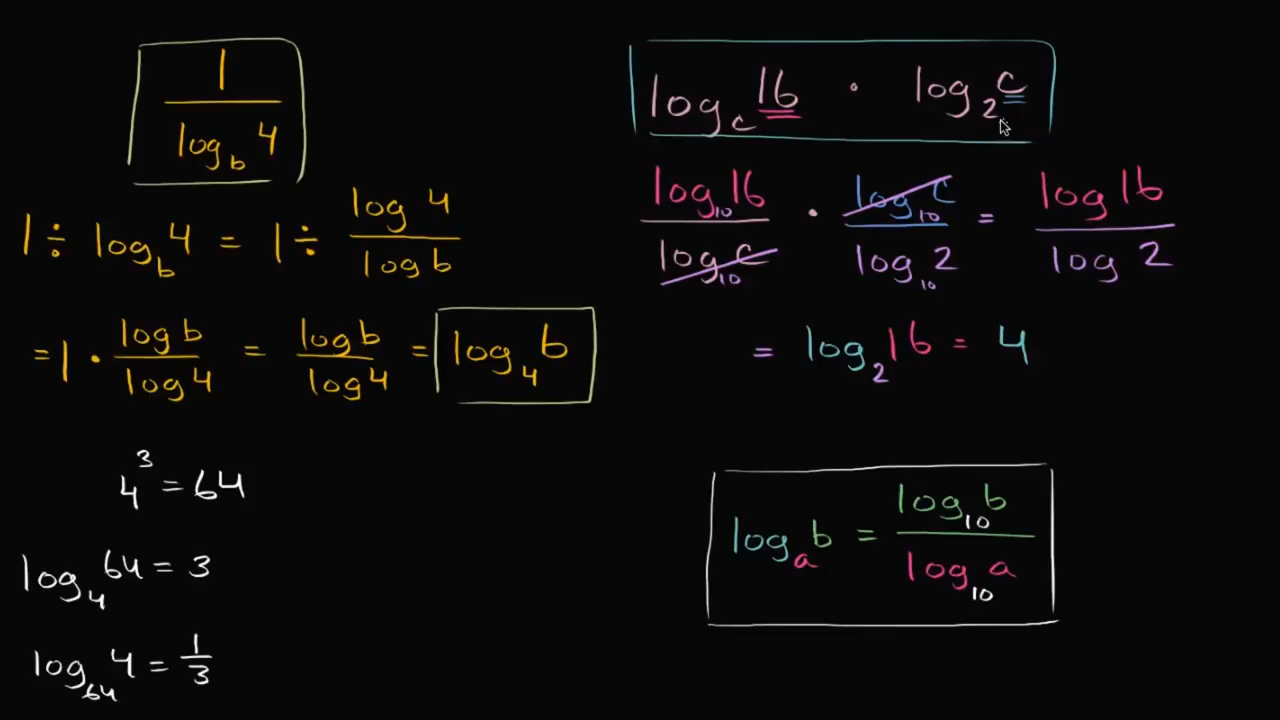 1 / log_b 4
1 ÷ log_b 4 = 1 ÷ log 4 / log b
= 1 · log b / log 4 = log b / log 4 = log_4 b
4^3 = 64
log_4 64 = 3
log_64 4 = 1/3
log_c 16 · log_2 c
log_10 16 / log_10 c · log_10 c / log_10 2 = log 16 / log 2
= log_2 16 = 4
log_a b = log_10 b / log_10 a